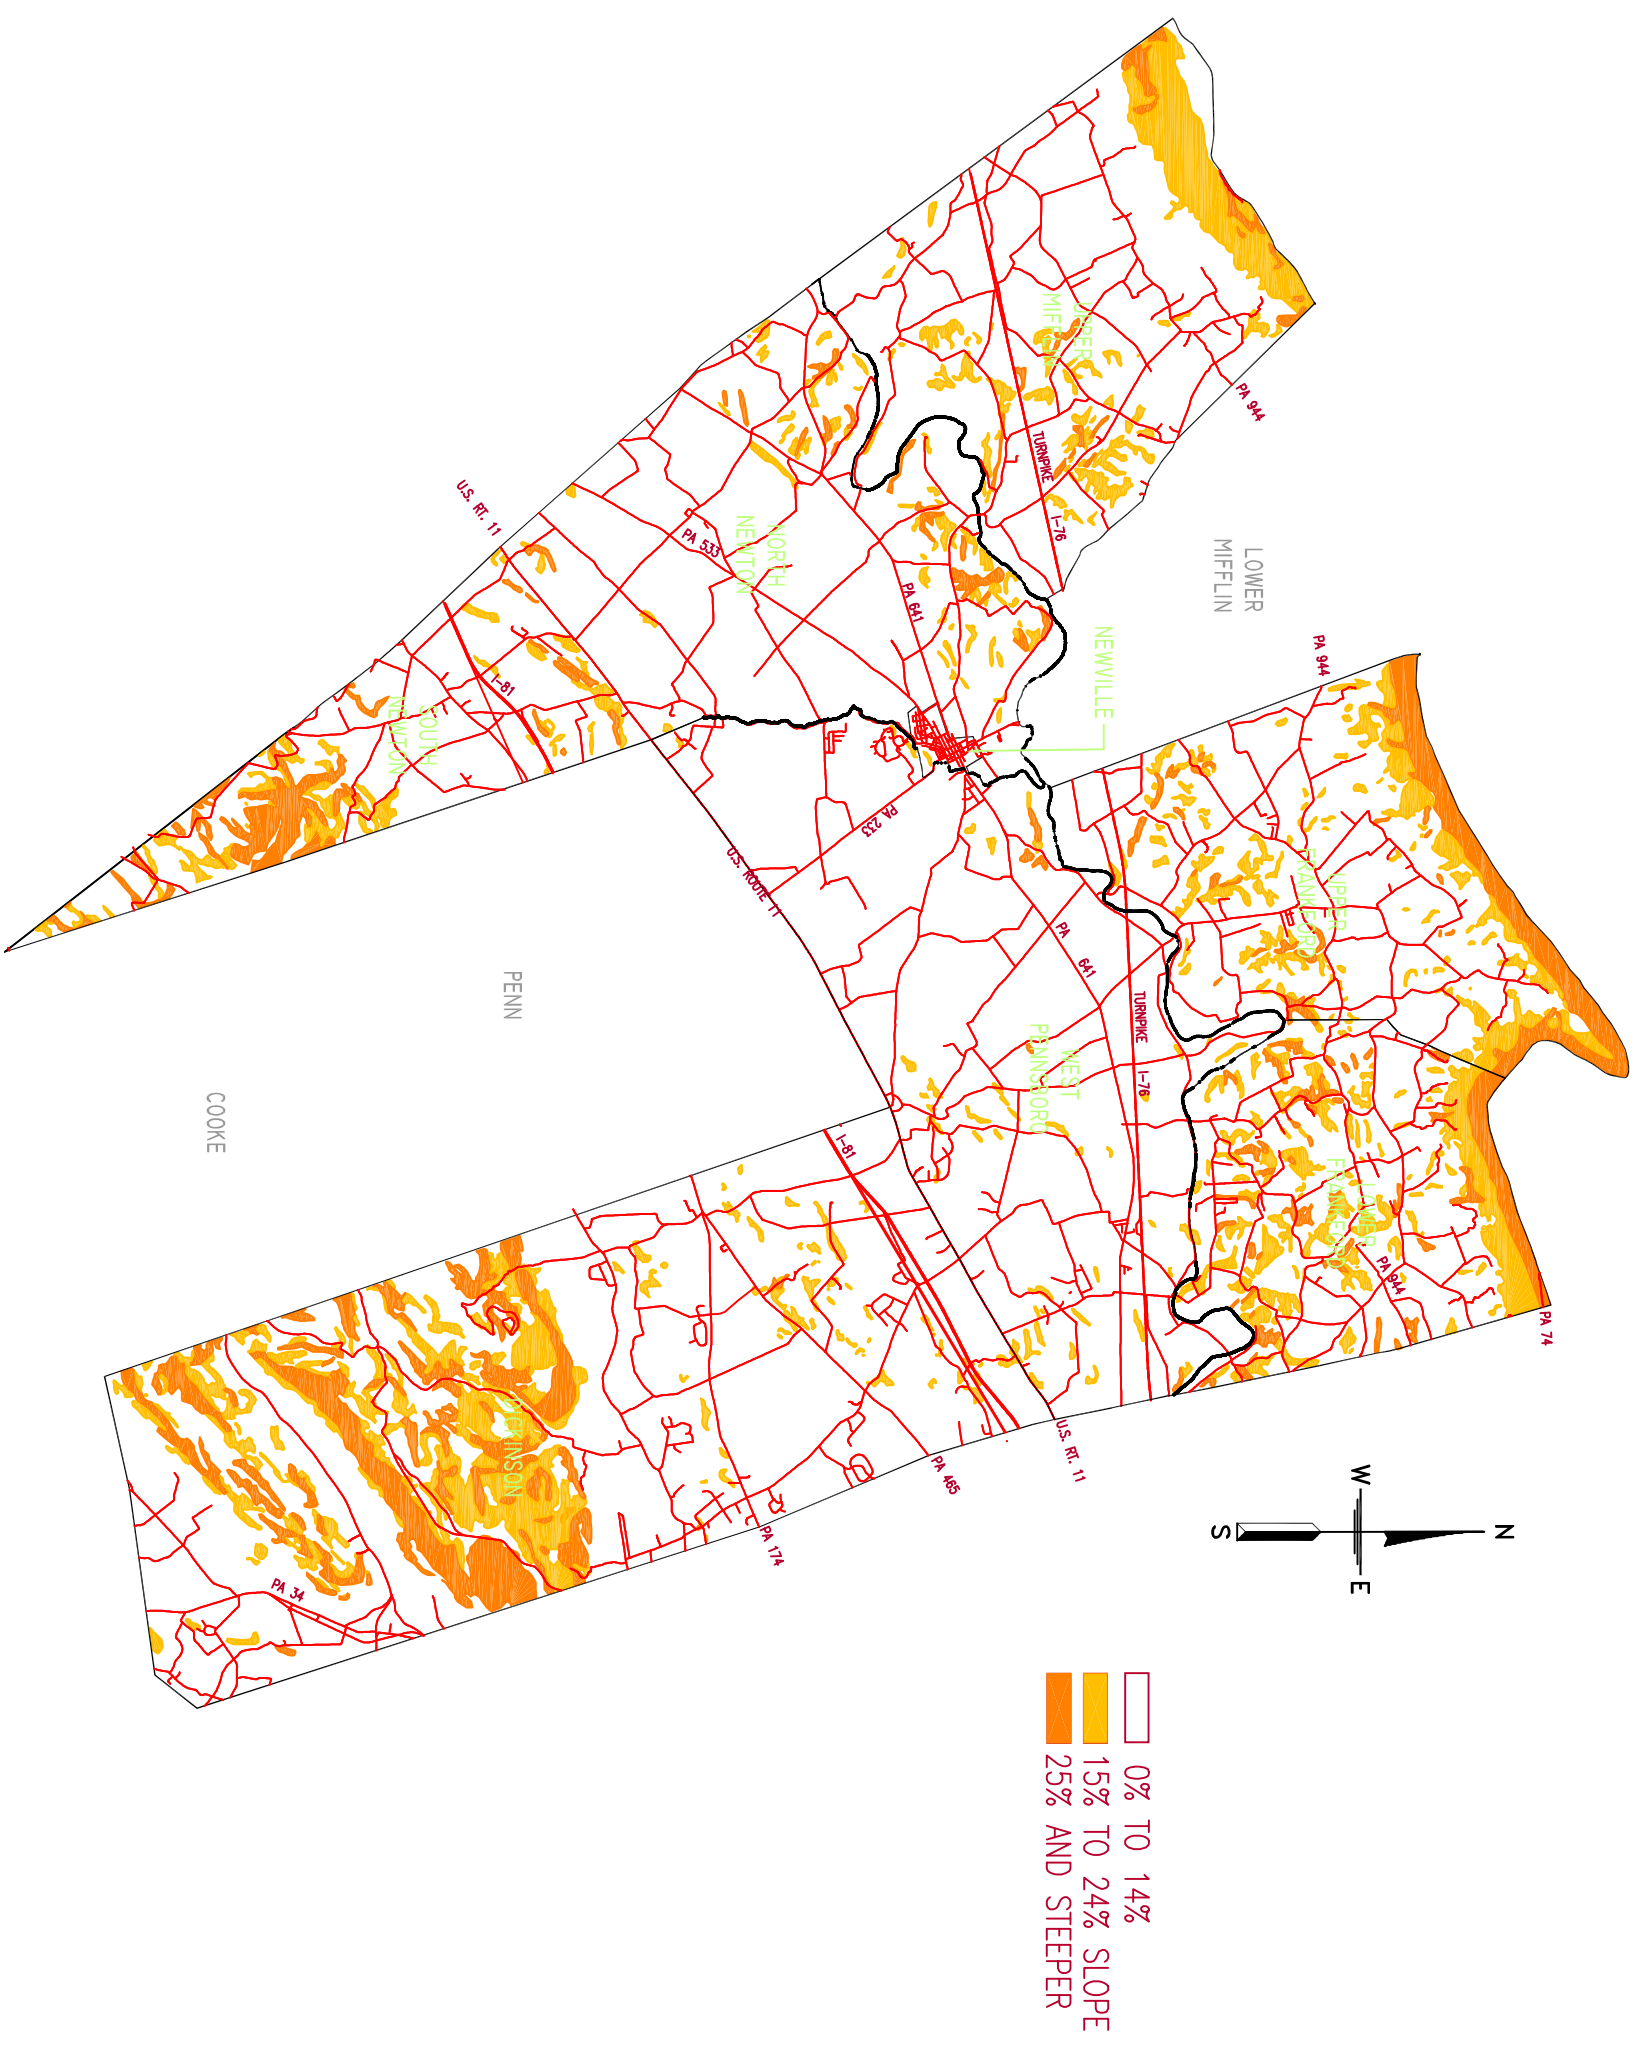 PA 944
UPPER
MIFFLIN
TURNPIKE
I-76
LOWER
MIFFLIN
U.S. RT. 11
PA 533
NORTH
NEWTON
PA 641
NEWVILLE
PA 944
I-81
SOUTH
NEWTON
PA 233
U.S. ROUTE 11
UPPER
FRANKFORD
PA 641
TURNPIKE
I-76
WEST
PENNSBORO
PENN
COOKE
LOWER
FRANKFORD
PA 944
PA 74
I-81
U.S. RT. 11
PA 465
PA 174
DICKINSON
PA 34
N
W
E
S
0% TO 14%
15% TO 24% SLOPE
25% AND STEEPER